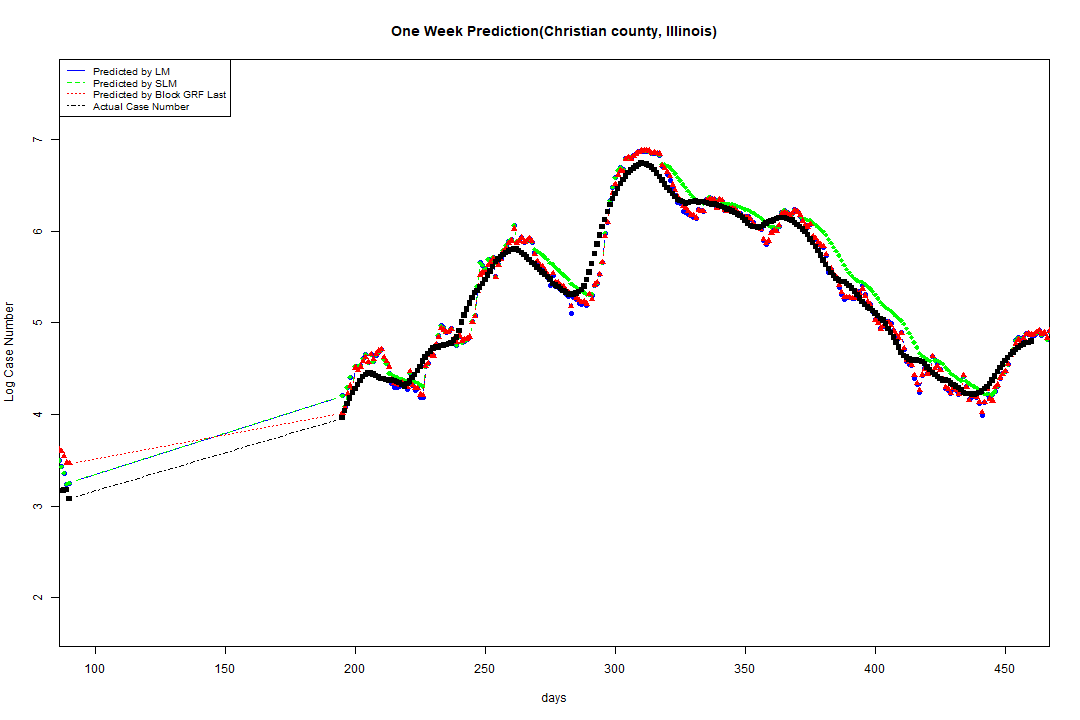 One Week Prediction(Christian county, Illinois)
Predicted by LM
Predicted by SLM
Predicted by Block GRF Last
Actual Case Number
7
6
5
4
3
2
Log Case Number
100 150 200 250 300 350 400 450
days